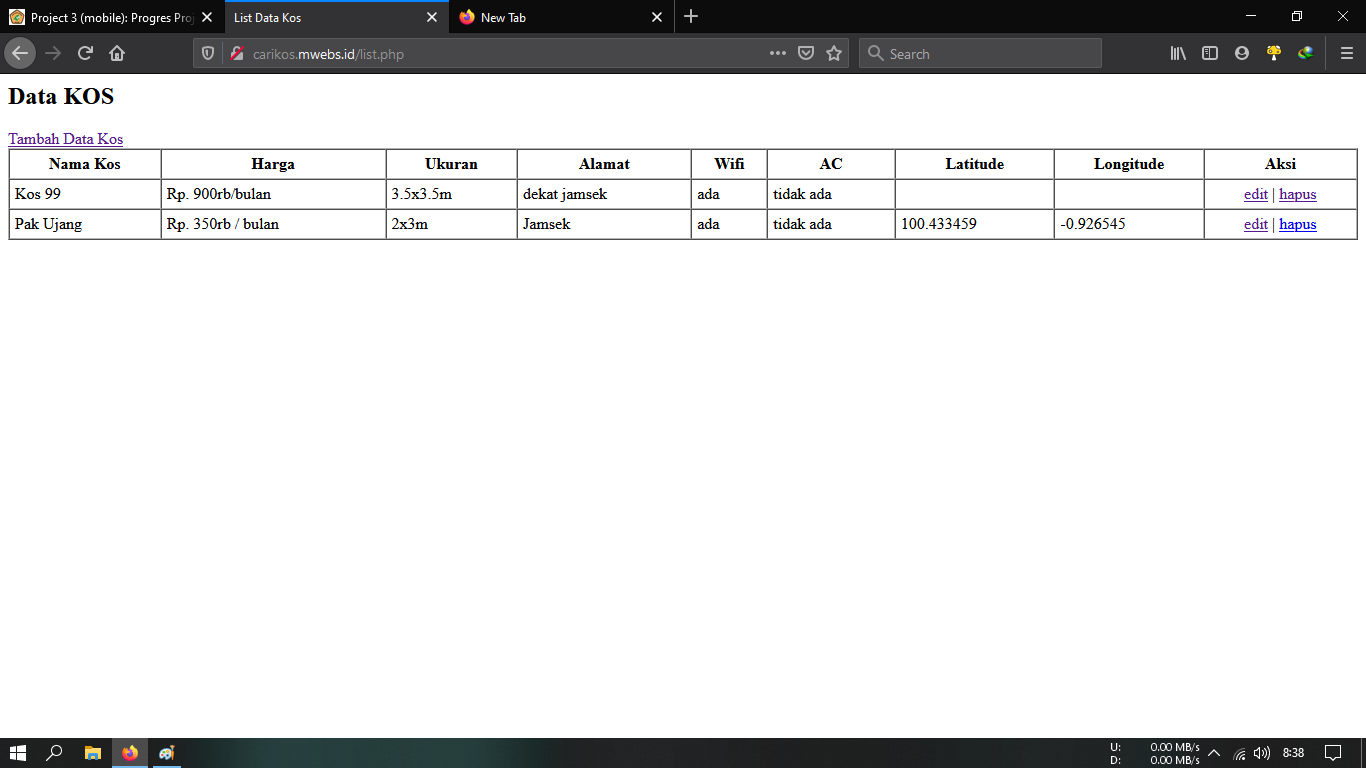 Project 3 (mobile): Progres Proj
List Data Kos
New Tab
carikos.mwebs.id/list.php
Search
Data KOS
Tambah Data Kos
Nama Kos Harga Ukuran Alamat Wifi AC Latitude Longitude Aksi
Kos 99 Rp. 900rb/bulan 3.5x3.5m dekat jamsek ada tidak ada edit | hapus
Pak Ujang Rp. 350rb / bulan 2x3m Jamsek ada tidak ada 100.433459 -0.926545 edit | hapus
U: 0.00 MB/s
D: 0.00 MB/s
8:38